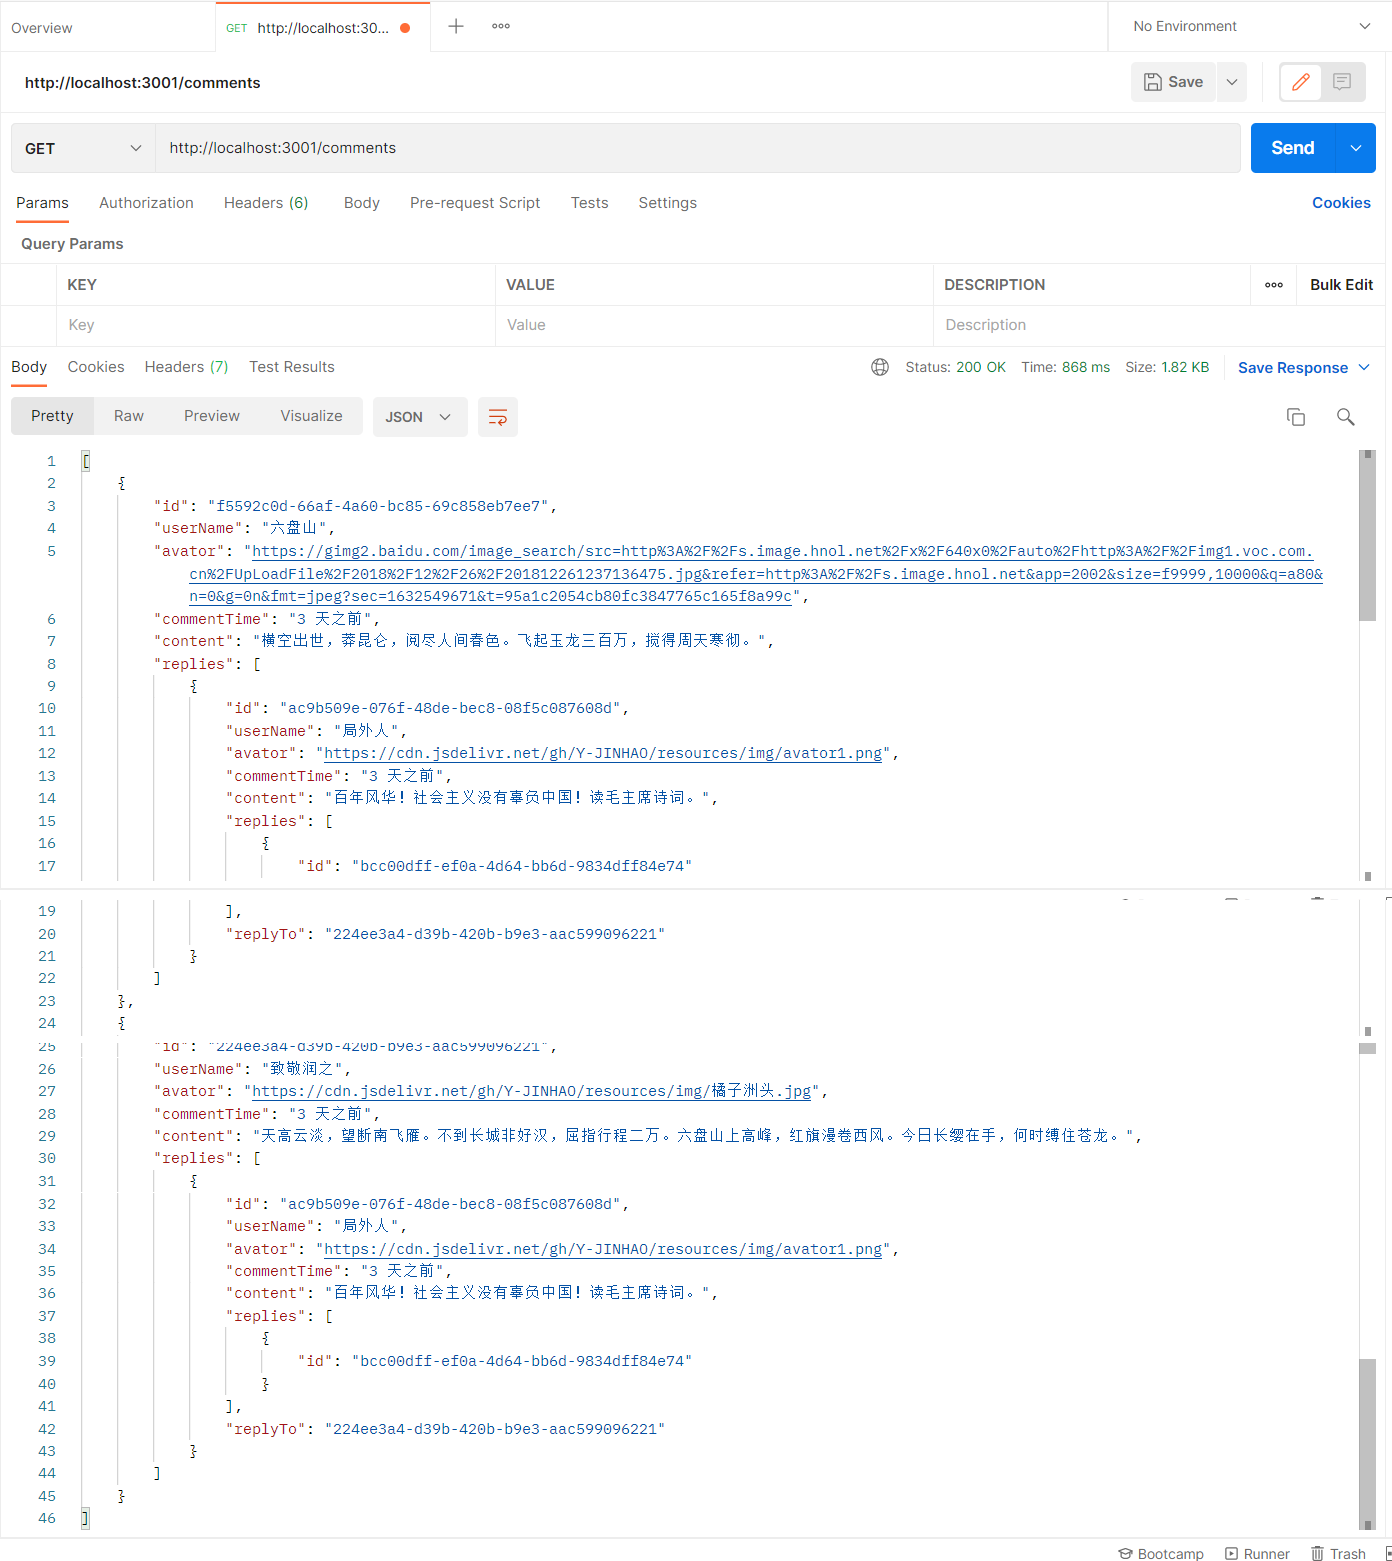 Overview
GET http://localhost:30...
No Environment
http://localhost:3001/comments
Save
GET
http://localhost:3001/comments
Send
Params Authorization Headers (6) Body Pre-request Script Tests Settings Cookies
Query Params
KEY VALUE DESCRIPTION Bulk Edit
Key Value Description
Body Cookies Headers (7) Test Results Status: 200 OK Time: 868 ms Size: 1.82 KB Save Response
Pretty Raw Preview Visualize JSON
1 [
2 {
3 "id": "f5592c0d-66af-4a60-bc85-69c858eb7ee7",
4 "userName": "六盘山",
5 "avator": "https://gimg2.baidu.com/image_search/src=http%3A%2F%2Fs.image.hnol.net%2Fx%2F640x0%2Fauto%2Fhttp%3A%2F%2Fimg1.voc.com.
cn%2FUpLoadFile%2F2018%2F12%2F26%2F201812261237136475.jpg&refer=http%3A%2F%2Fs.image.hnol.net&app=2002&size=f9999,10000&q=a80&
n=0&g=0n&fmt=jpeg?sec=1632549671&t=95a1c2054cb80fc3847765c165f8a99c",
6 "commentTime": "3 天之前",
7 "content": "横空出世，莽昆仑，阅尽人间春色。飞起玉龙三百万，搅得周天寒彻。",
8 "replies": [
9 {
10 "id": "ac9b509e-076f-48de-bec8-08f5c087608d",
11 "userName": "局外人",
12 "avator": "https://cdn.jsdelivr.net/gh/Y-JINHAO/resources/img/avator1.png",
13 "commentTime": "3 天之前",
14 "content": "百年风华！社会主义没有辜负中国！读毛主席诗词。",
15 "replies": [
16 {
17 "id": "bcc00dff-ef0a-4d64-bb6d-9834dff84e74"
19 ],
20 "replyTo": "224ee3a4-d39b-420b-b9e3-aac599096221"
21 }
22 ]
23 },
24 {
25 "id": "224ee3a4-d39b-420b-b9e3-aac599096221",
26 "userName": "致敬润之",
27 "avator": "https://cdn.jsdelivr.net/gh/Y-JINHAO/resources/img/橘子洲头.jpg",
28 "commentTime": "3 天之前",
29 "content": "天高云淡，望断南飞雁。不到长城非好汉，屈指行程二万。六盘山上高峰，红旗漫卷西风。今日长缨在手，何时缚住苍龙。",
30 "replies": [
31 {
32 "id": "ac9b509e-076f-48de-bec8-08f5c087608d",
33 "userName": "局外人",
34 "avator": "https://cdn.jsdelivr.net/gh/Y-JINHAO/resources/img/avator1.png",
35 "commentTime": "3 天之前",
36 "content": "百年风华！社会主义没有辜负中国！读毛主席诗词。",
37 "replies": [
38 {
39 "id": "bcc00dff-ef0a-4d64-bb6d-9834dff84e74"
40 }
41 ],
42 "replyTo": "224ee3a4-d39b-420b-b9e3-aac599096221"
43 }
44 ]
45 }
46 ]
Bootcamp Runner Trash